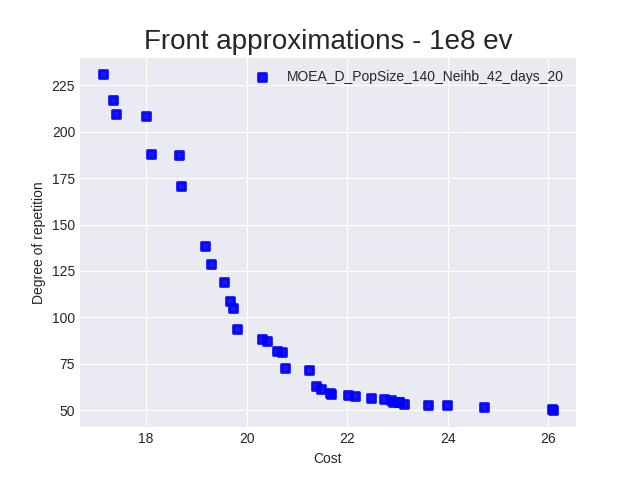 Front approximations - 1e8 ev
MOEA_D_PopSize_140_Neihb_42_days_20
Degree of repetition
225
200
175
150
125
100
75
50
18 20 22 24 26
Cost